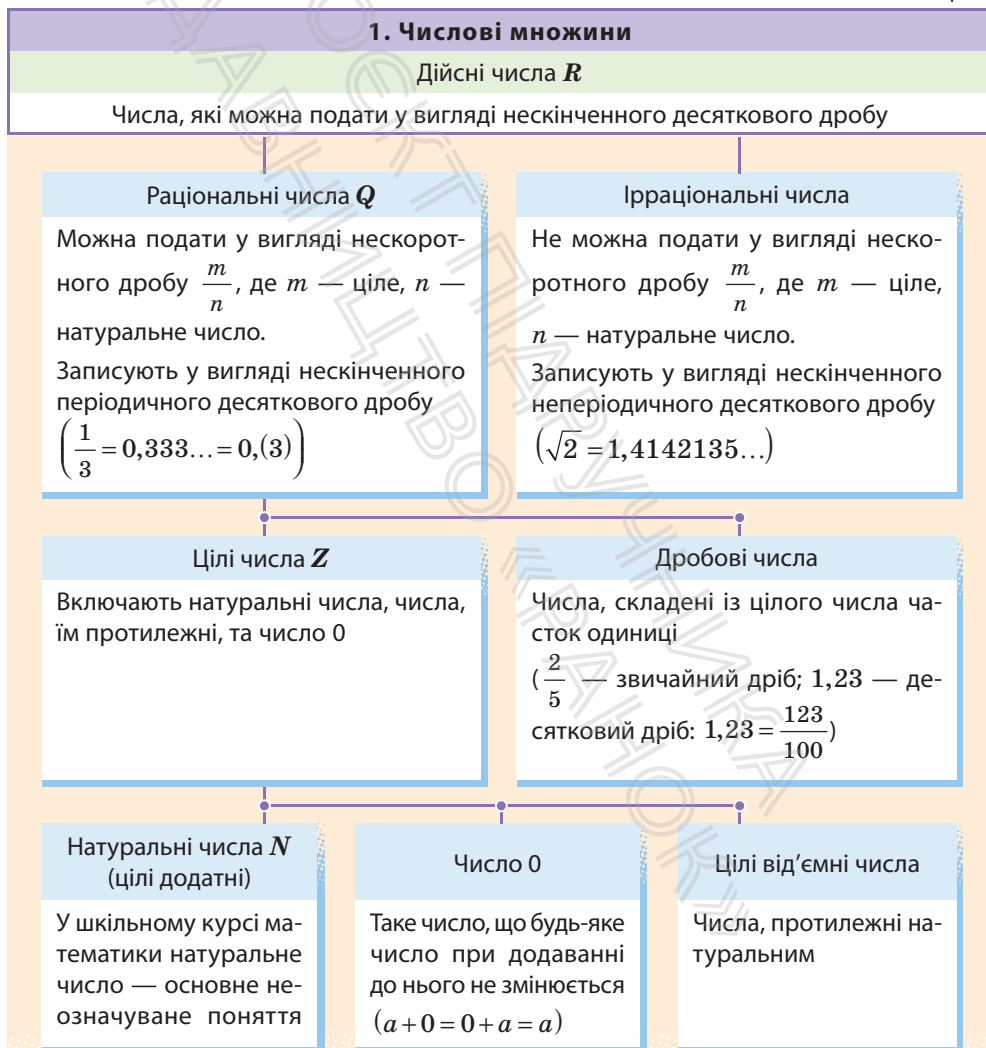 1. Числові множини
Дійсні числа R
Числа, які можна подати у вигляді нескінченного десяткового дробу
Раціональні числа Q
Можна подати у вигляді нескорот-
ного дробу m/n, де m — ціле, n —
натуральне число.
Записують у вигляді нескінченного
періодичного десяткового дробу
(1/3 = 0,333... = 0,(3))
Ірраціональні числа
Не можна подати у вигляді неско-
ротного дробу m/n, де m — ціле,
n — натуральне число.
Записують у вигляді нескінченного
неперіодичного десяткового дробу
(√2 = 1,4142135...)
Цілі числа Z
Включають натуральні числа, числа,
їм протилежні, та число 0
Дробові числа
Числа, складені із цілого числа ча-
сток одиниці
(2/5 — звичайний дріб; 1,23 — де-
сятковий дріб: 1,23 = 123/100)
Натуральні числа N
(цілі додатні)
У шкільному курсі ма-
тематики натуральне
число — основне не-
означуване поняття
Число 0
Таке число, що будь-яке
число при додаванні
до нього не змінюється
(a + 0 = 0 + a = a)
Цілі від’ємні числа
Числа, протилежні на-
туральним